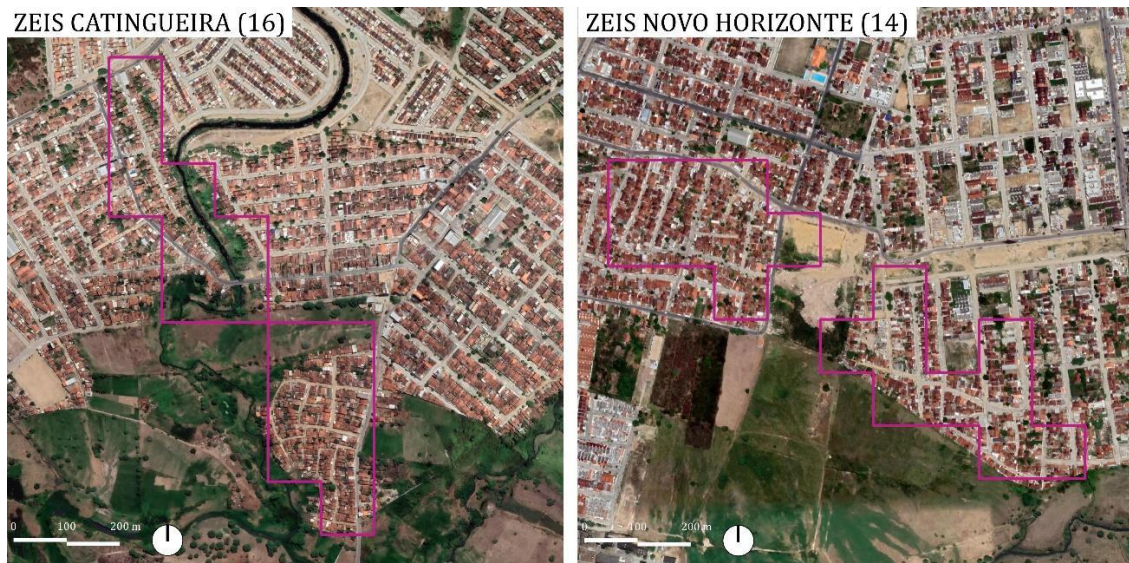 ZEIS CATINGUEIRA (16)
ZEIS NOVO HORIZONTE (14)
0 100 200 m
0 100 200 m